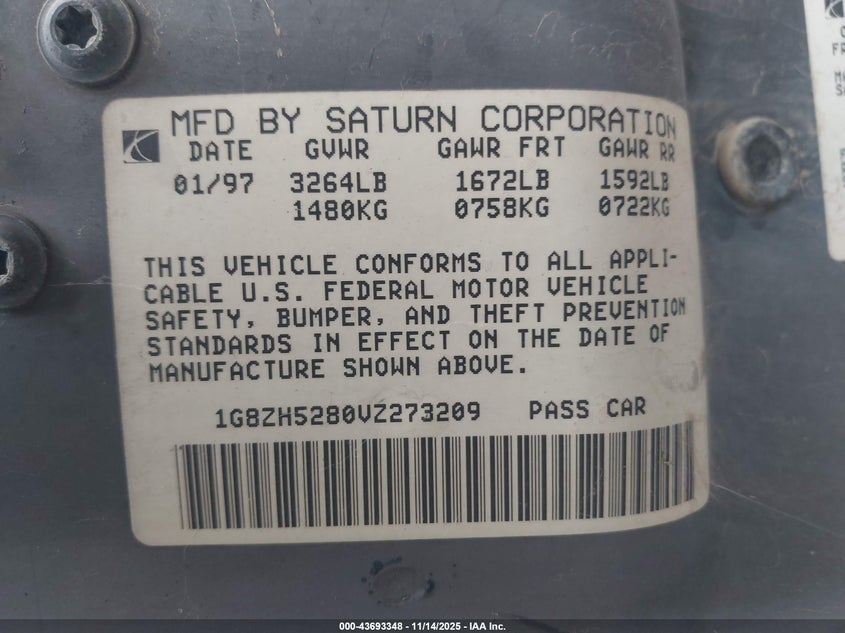 MFD BY SATURN CORPORATION
DATE GVWR GAWR FRT GAWR RR
01/97 3264LB 1672LB 1592LB
1480KG 0758KG 0722KG
THIS VEHICLE CONFORMS TO ALL APPLI-
CABLE U.S. FEDERAL MOTOR VEHICLE
SAFETY, BUMPER, AND THEFT PREVENTION
STANDARDS IN EFFECT ON THE DATE OF
MANUFACTURE SHOWN ABOVE.
1G8ZH5280VZ273209 PASS CAR
000-43693348 - 11/14/2025 - IAA Inc.